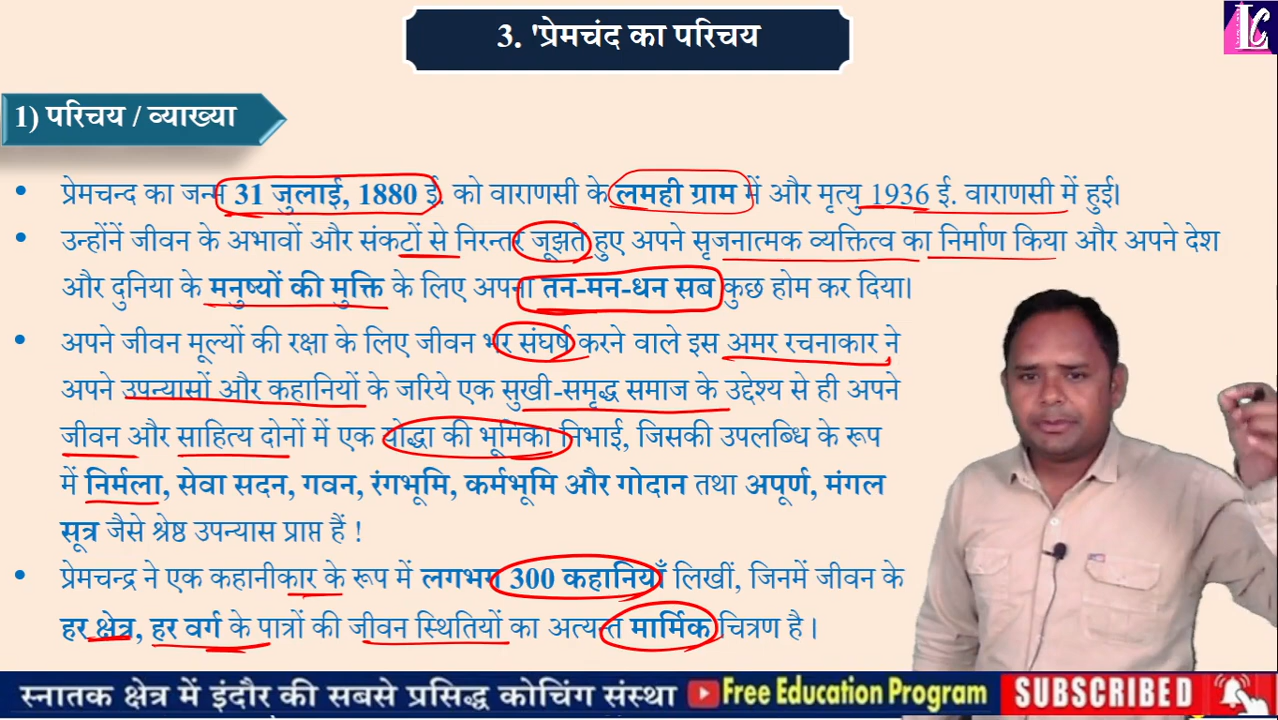 3. 'प्रेमचंद का परिचय
LC
1) परिचय / व्याख्या
• प्रेमचन्द का जन्म 31 जुलाई, 1880 ई. को वाराणसी के लमही ग्राम में और मृत्यु 1936 ई. वाराणसी में हुई।
• उन्होंनें जीवन के अभावों और संकटों से निरन्तर जूझते हुए अपने सृजनात्मक व्यक्तित्व का निर्माण किया और अपने देश
और दुनिया के मनुष्यों की मुक्ति के लिए अपना तन-मन-धन सब कुछ होम कर दिया।
• अपने जीवन मूल्यों की रक्षा के लिए जीवन भर संघर्ष करने वाले इस अमर रचनाकार ने
अपने उपन्यासों और कहानियों के जरिये एक सुखी-समृद्ध समाज के उद्देश्य से ही अपने
जीवन और साहित्य दोनों में एक योद्धा की भूमिका निभाई, जिसकी उपलब्धि के रूप
में निर्मला, सेवा सदन, गवन, रंगभूमि, कर्मभूमि और गोदान तथा अपूर्ण, मंगल
सूत्र जैसे श्रेष्ठ उपन्यास प्राप्त हैं !
• प्रेमचन्द्र ने एक कहानीकार के रूप में लगभग 300 कहानियाँ लिखीं, जिनमें जीवन के
हर क्षेत्र, हर वर्ग के पात्रों की जीवन स्थितियों का अत्यन्त मार्मिक चित्रण है।
स्नातक क्षेत्र में इंदौर की सबसे प्रसिद्ध कोचिंग संस्था Free Education Program SUBSCRIBED